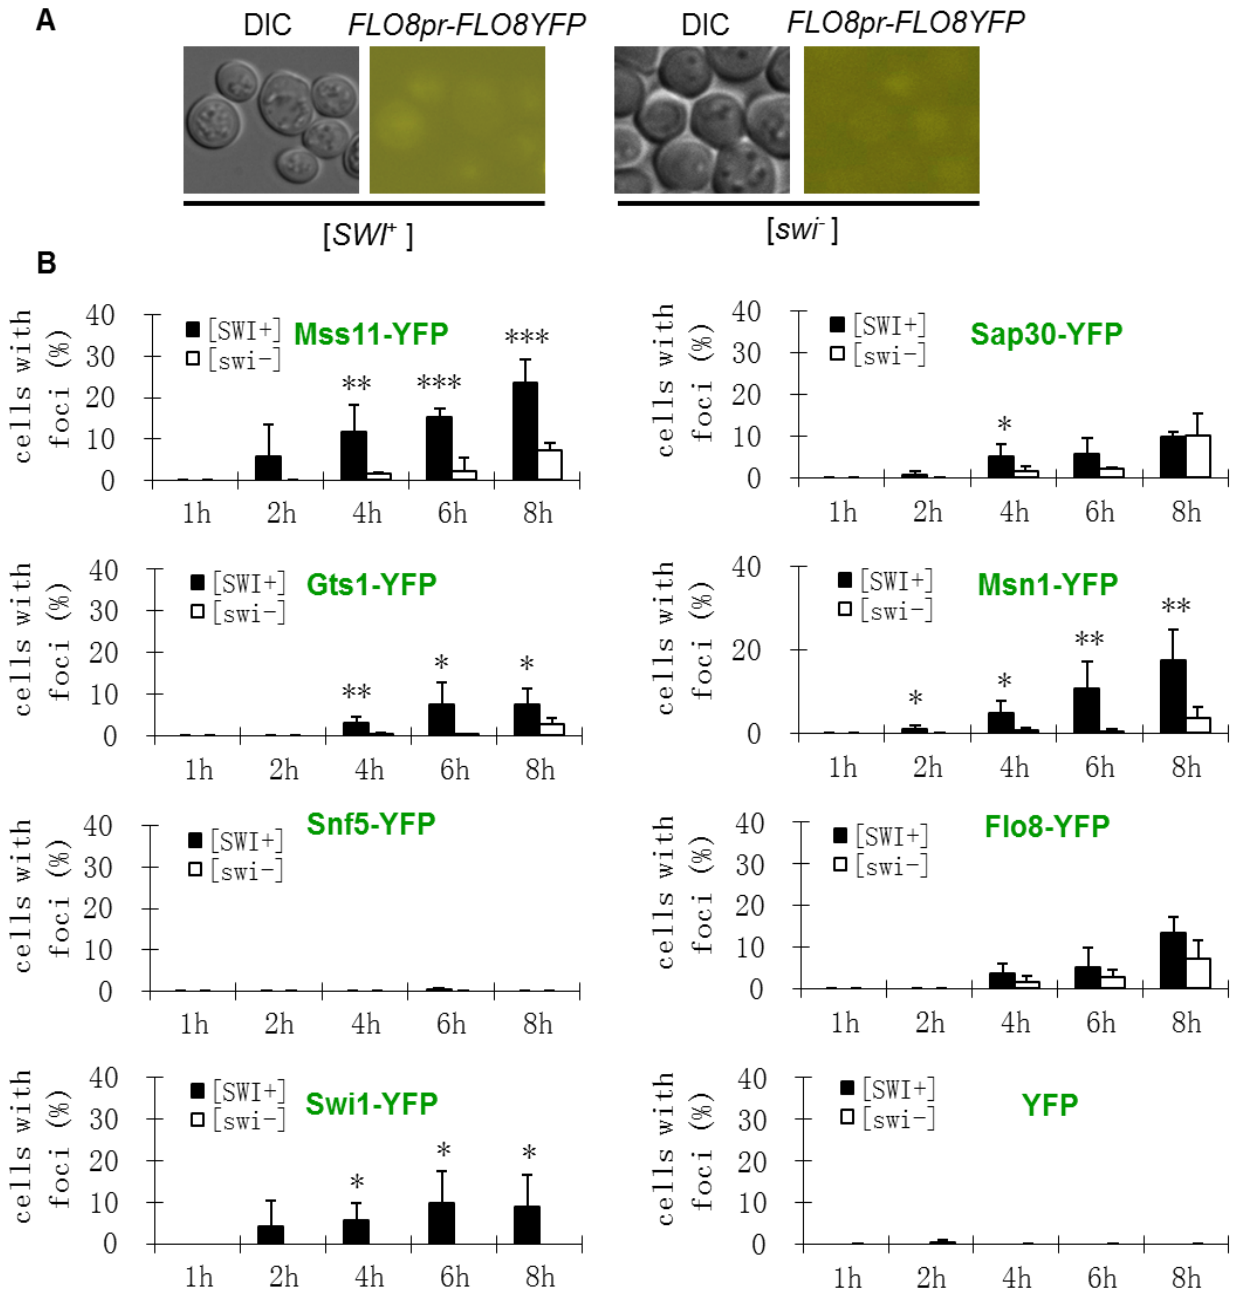 A
DIC FLO8pr-FLO8YFP DIC FLO8pr-FLO8YFP
[SWI+ ] [swi- ]
B
cells with foci (%)
40
30
20
10
0
[SWI+]
[swi−]
Mss11-YFP
** *** ***
1h 2h 4h 6h 8h
cells with foci (%)
40
30
20
10
0
[SWI+]
[swi−]
Sap30-YFP
*
1h 2h 4h 6h 8h
cells with foci (%)
40
30
20
10
0
[SWI+]
[swi−]
Gts1-YFP
** * *
1h 2h 4h 6h 8h
cells with foci (%)
40
20
0
[SWI+]
[swi−]
Msn1-YFP
* * ** **
1h 2h 4h 6h 8h
cells with foci (%)
40
30
20
10
0
[SWI+]
[swi−]
Snf5-YFP
1h 2h 4h 6h 8h
cells with foci (%)
40
30
20
10
0
[SWI+]
[swi−]
Flo8-YFP
1h 2h 4h 6h 8h
cells with foci (%)
40
30
20
10
0
[SWI+]
[swi−]
Swi1-YFP
* * *
1h 2h 4h 6h 8h
cells with foci (%)
40
30
20
10
0
[SWI+]
[swi−]
YFP
1h 2h 4h 6h 8h